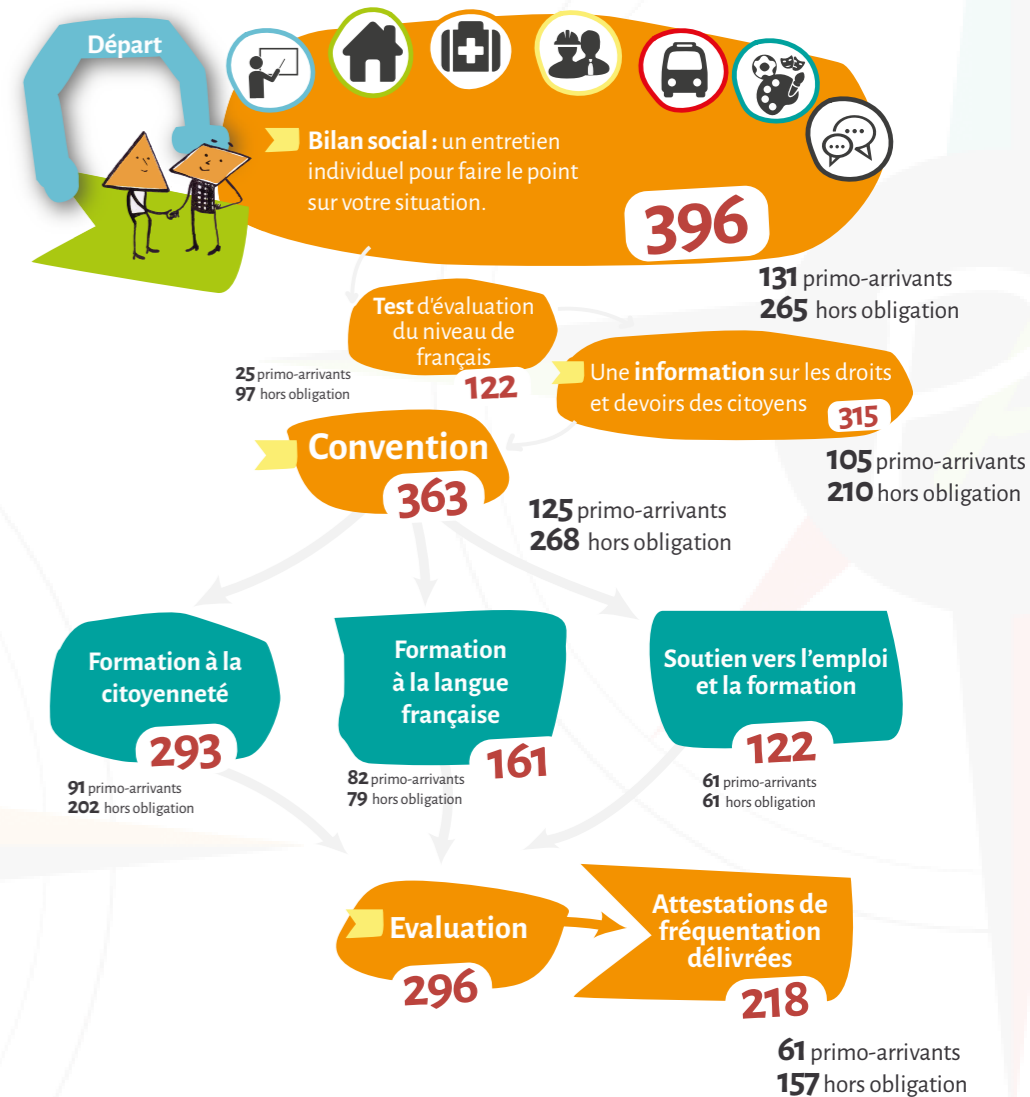 Départ
Bilan social : un entretien
individuel pour faire le point
sur votre situation.
396
131 primo-arrivants
265 hors obligation
Test d'évaluation
du niveau de
français
122
25 primo-arrivants
97 hors obligation
Une information sur les droits
et devoirs des citoyens
315
105 primo-arrivants
210 hors obligation
Convention
363
125 primo-arrivants
268 hors obligation
Formation à la
citoyenneté
293
91 primo-arrivants
202 hors obligation
Formation
à la langue
française
161
82 primo-arrivants
79 hors obligation
Soutien vers l'emploi
et la formation
122
61 primo-arrivants
61 hors obligation
Evaluation
296
Attestations de
fréquentation
délivrées
218
61 primo-arrivants
157 hors obligation